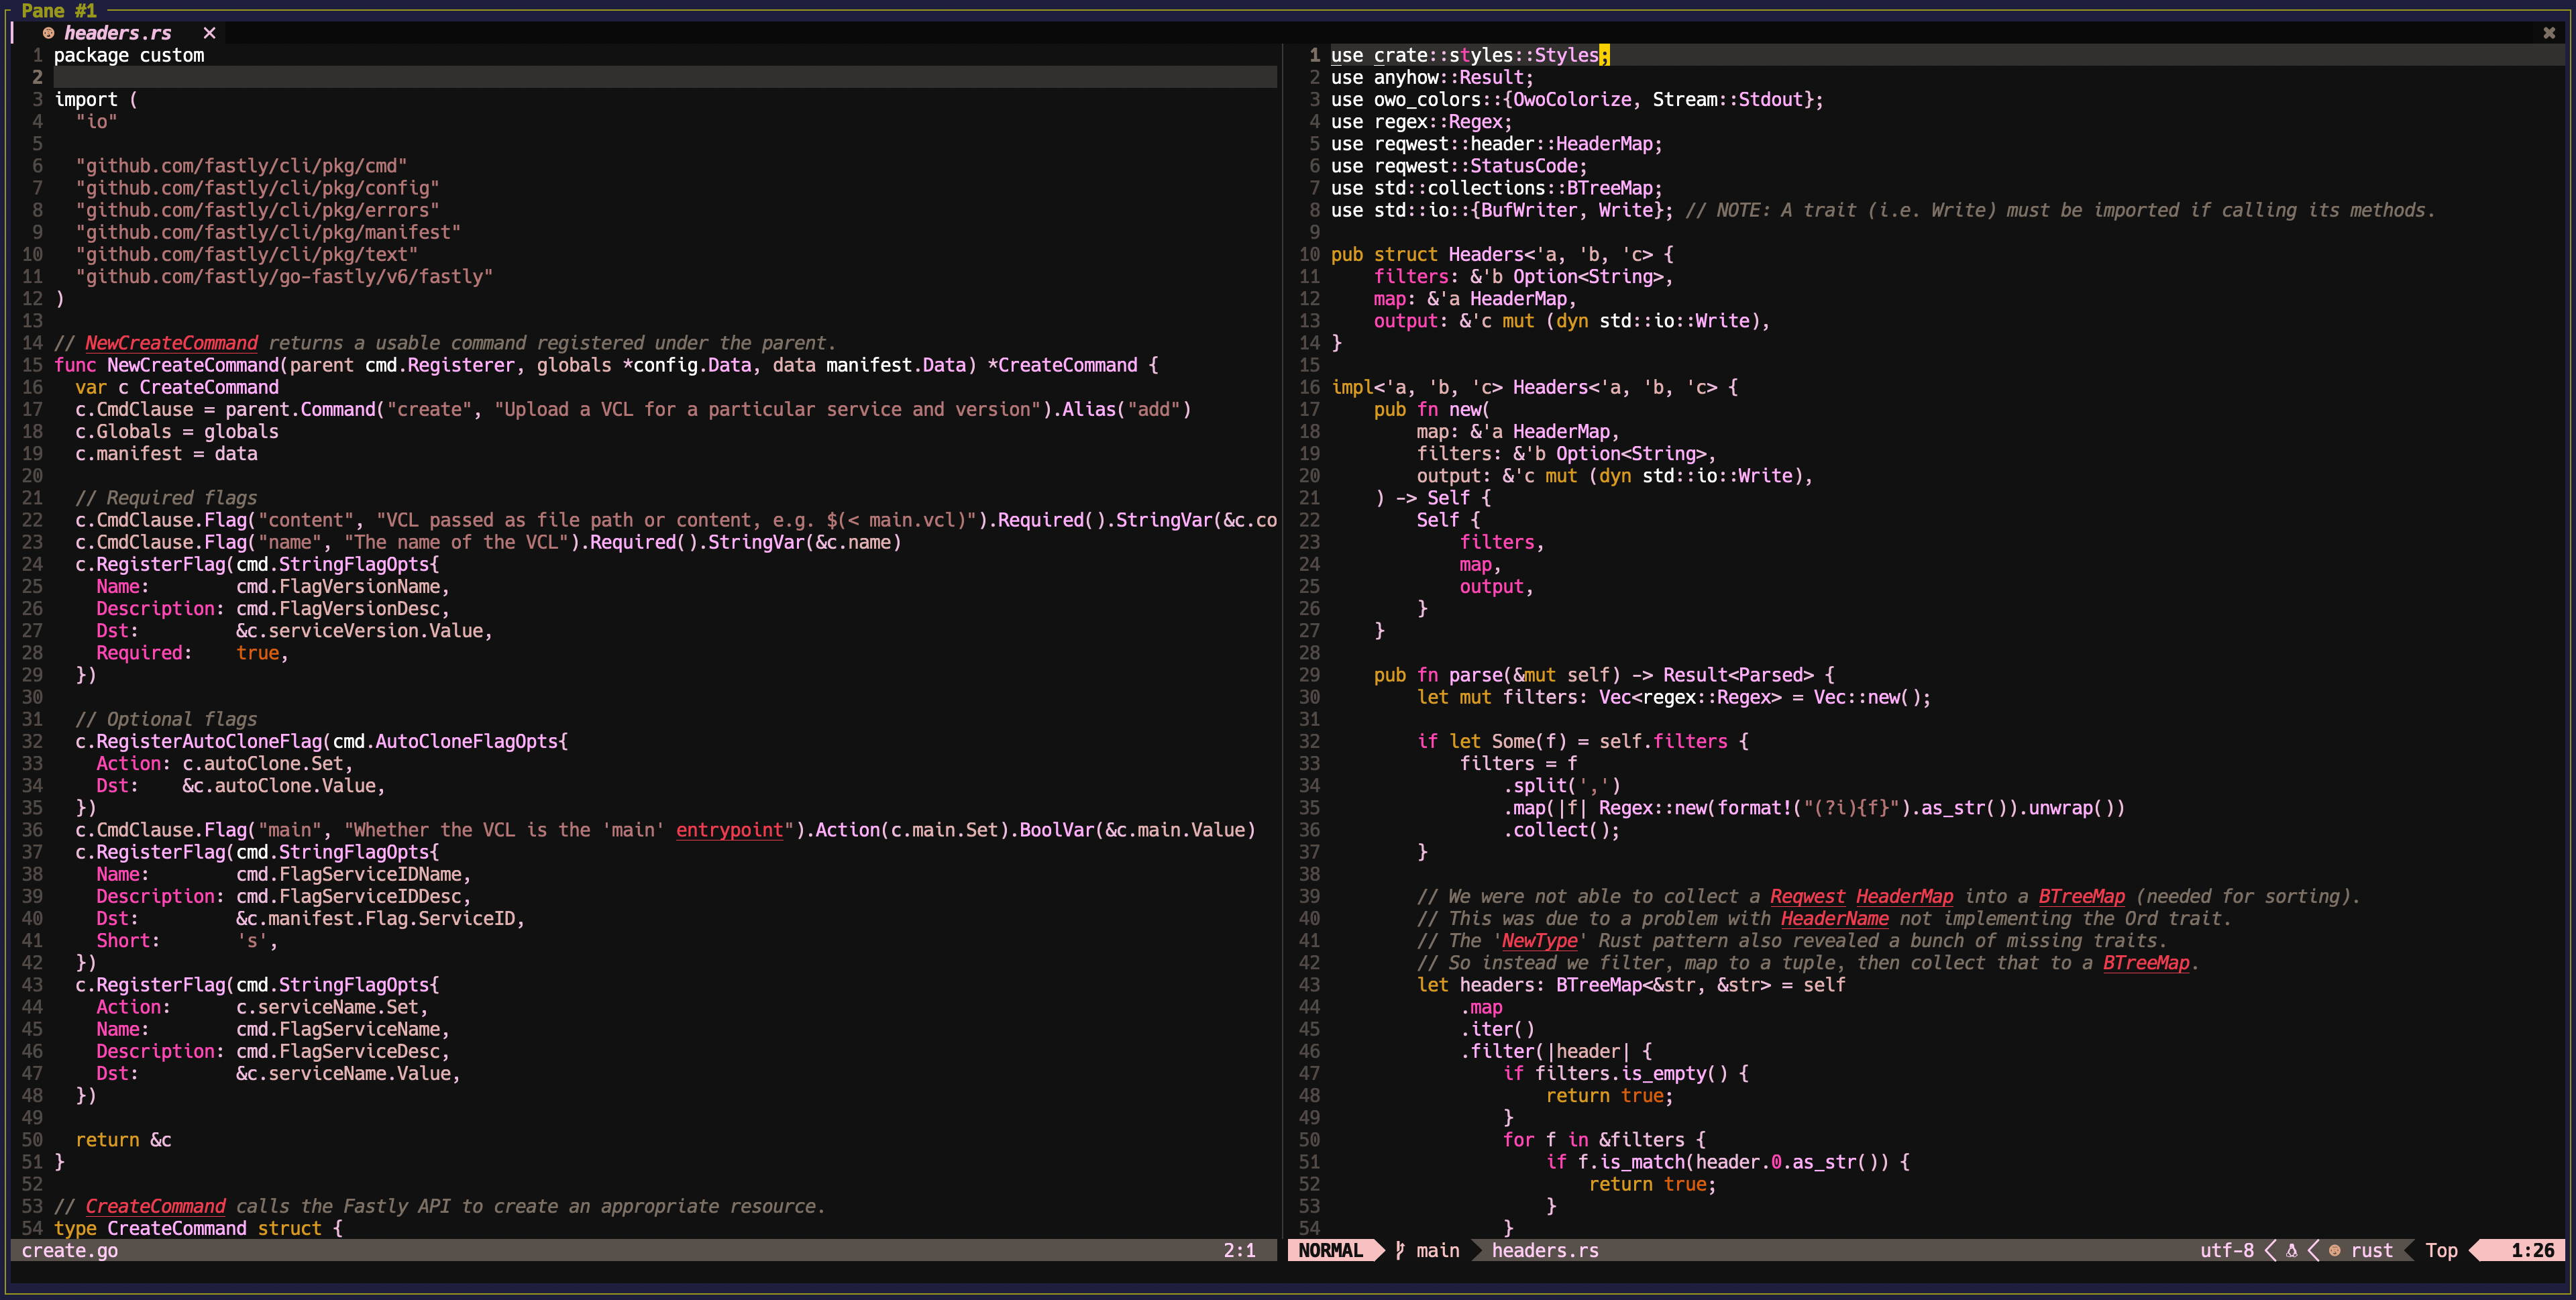 Pane #1
headers.rs ✕
✖
1 package custom
2
3 import (
4   "io"
5
6   "github.com/fastly/cli/pkg/cmd"
7   "github.com/fastly/cli/pkg/config"
8   "github.com/fastly/cli/pkg/errors"
9   "github.com/fastly/cli/pkg/manifest"
10   "github.com/fastly/cli/pkg/text"
11   "github.com/fastly/go-fastly/v6/fastly"
12 )
13
14 // NewCreateCommand returns a usable command registered under the parent.
15 func NewCreateCommand(parent cmd.Registerer, globals *config.Data, data manifest.Data) *CreateCommand {
16   var c CreateCommand
17   c.CmdClause = parent.Command("create", "Upload a VCL for a particular service and version").Alias("add")
18   c.Globals = globals
19   c.manifest = data
20
21   // Required flags
22   c.CmdClause.Flag("content", "VCL passed as file path or content, e.g. $(< main.vcl)").Required().StringVar(&c.co
23   c.CmdClause.Flag("name", "The name of the VCL").Required().StringVar(&c.name)
24   c.RegisterFlag(cmd.StringFlagOpts{
25     Name:        cmd.FlagVersionName,
26     Description: cmd.FlagVersionDesc,
27     Dst:         &c.serviceVersion.Value,
28     Required:    true,
29   })
30
31   // Optional flags
32   c.RegisterAutoCloneFlag(cmd.AutoCloneFlagOpts{
33     Action: c.autoClone.Set,
34     Dst:    &c.autoClone.Value,
35   })
36   c.CmdClause.Flag("main", "Whether the VCL is the 'main' entrypoint").Action(c.main.Set).BoolVar(&c.main.Value)
37   c.RegisterFlag(cmd.StringFlagOpts{
38     Name:        cmd.FlagServiceIDName,
39     Description: cmd.FlagServiceIDDesc,
40     Dst:         &c.manifest.Flag.ServiceID,
41     Short:       's',
42   })
43   c.RegisterFlag(cmd.StringFlagOpts{
44     Action:      c.serviceName.Set,
45     Name:        cmd.FlagServiceName,
46     Description: cmd.FlagServiceDesc,
47     Dst:         &c.serviceName.Value,
48   })
49
50   return &c
51 }
52
53 // CreateCommand calls the Fastly API to create an appropriate resource.
54 type CreateCommand struct {
create.go 2:1
1 use crate::styles::Styles;
2 use anyhow::Result;
3 use owo_colors::{OwoColorize, Stream::Stdout};
4 use regex::Regex;
5 use reqwest::header::HeaderMap;
6 use reqwest::StatusCode;
7 use std::collections::BTreeMap;
8 use std::io::{BufWriter, Write}; // NOTE: A trait (i.e. Write) must be imported if calling its methods.
9
10 pub struct Headers<'a, 'b, 'c> {
11     filters: &'b Option<String>,
12     map: &'a HeaderMap,
13     output: &'c mut (dyn std::io::Write),
14 }
15
16 impl<'a, 'b, 'c> Headers<'a, 'b, 'c> {
17     pub fn new(
18         map: &'a HeaderMap,
19         filters: &'b Option<String>,
20         output: &'c mut (dyn std::io::Write),
21     ) -> Self {
22         Self {
23             filters,
24             map,
25             output,
26         }
27     }
28
29     pub fn parse(&mut self) -> Result<Parsed> {
30         let mut filters: Vec<regex::Regex> = Vec::new();
31
32         if let Some(f) = self.filters {
33             filters = f
34                 .split(',')
35                 .map(|f| Regex::new(format!("(?i){f}").as_str()).unwrap())
36                 .collect();
37         }
38
39         // We were not able to collect a Reqwest HeaderMap into a BTreeMap (needed for sorting).
40         // This was due to a problem with HeaderName not implementing the Ord trait.
41         // The 'NewType' Rust pattern also revealed a bunch of missing traits.
42         // So instead we filter, map to a tuple, then collect that to a BTreeMap.
43         let headers: BTreeMap<&str, &str> = self
44             .map
45             .iter()
46             .filter(|header| {
47                 if filters.is_empty() {
48                     return true;
49                 }
50                 for f in &filters {
51                     if f.is_match(header.0.as_str()) {
52                         return true;
53                     }
54                 }
NORMAL main headers.rs utf-8 rust Top 1:26